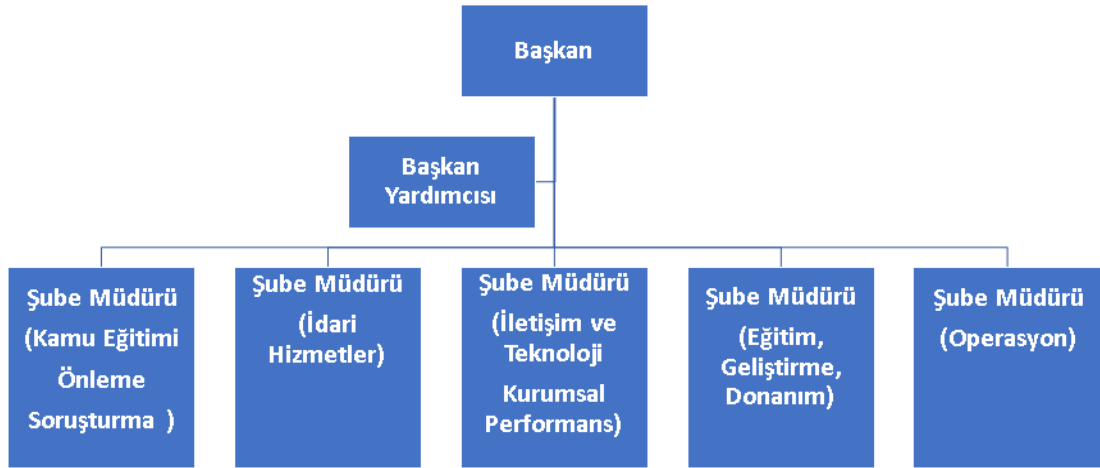 Başkan
Başkan
Yardımcısı
Şube Müdürü
(Kamu Eğitimi
Önleme
Soruşturma )
Şube Müdürü
(İdari
Hizmetler)
Şube Müdürü
(İletişim ve
Teknoloji
Kurumsal
Performans)
Şube Müdürü
(Eğitim,
Geliştirme,
Donanım)
Şube Müdürü
(Operasyon)